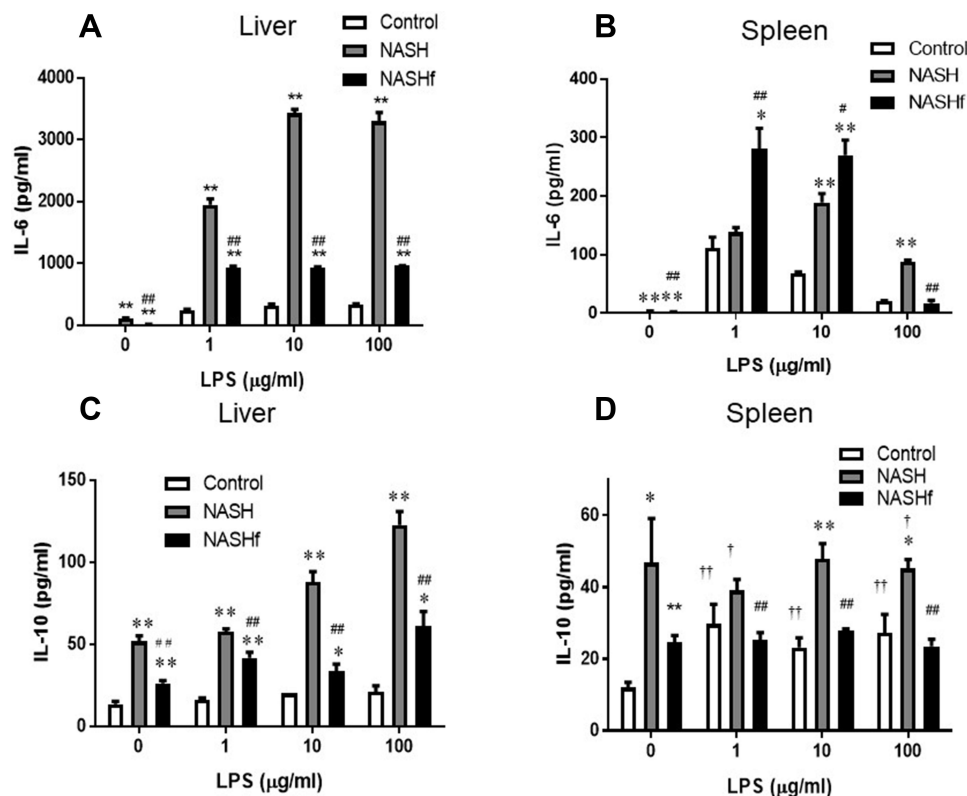 A
Liver
Control
NASH
NASHf
IL-6 (pg/ml)
4000
3000
2000
1000
0
**
##
**
**
##
**
**
##
**
**
##
**
0 1 10 100
LPS (μg/ml)
B
Spleen
Control
NASH
NASHf
IL-6 (pg/ml)
400
300
200
100
0
##
****
##
*
**
#
**
**
##
0 1 10 100
LPS (μg/ml)
C
Liver
Control
NASH
NASHf
IL-10 (pg/ml)
150
100
50
0
**
##
**
**
##
**
**
##
*
**
##
*
0 1 10 100
LPS (μg/ml)
D
Spleen
Control
NASH
NASHf
IL-10 (pg/ml)
60
40
20
0
*
**
††
†
##
††
**
##
††
†
*
##
0 1 10 100
LPS (μg/ml)